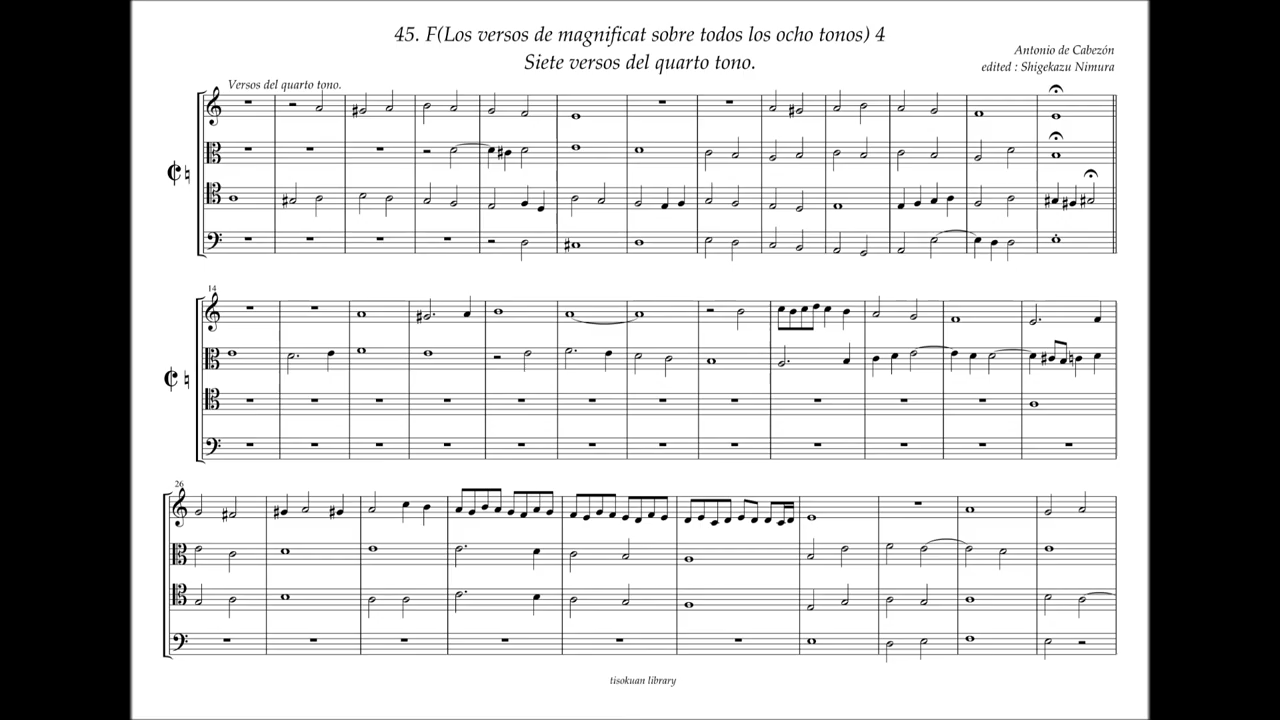 45. F(Los versos de magnificat sobre todos los ocho tonos) 4
Siete versos del quarto tono.
Antonio de Cabezón
edited : Shigekazu Nimura
Versos del quarto tono.
14
26
tisokuan library